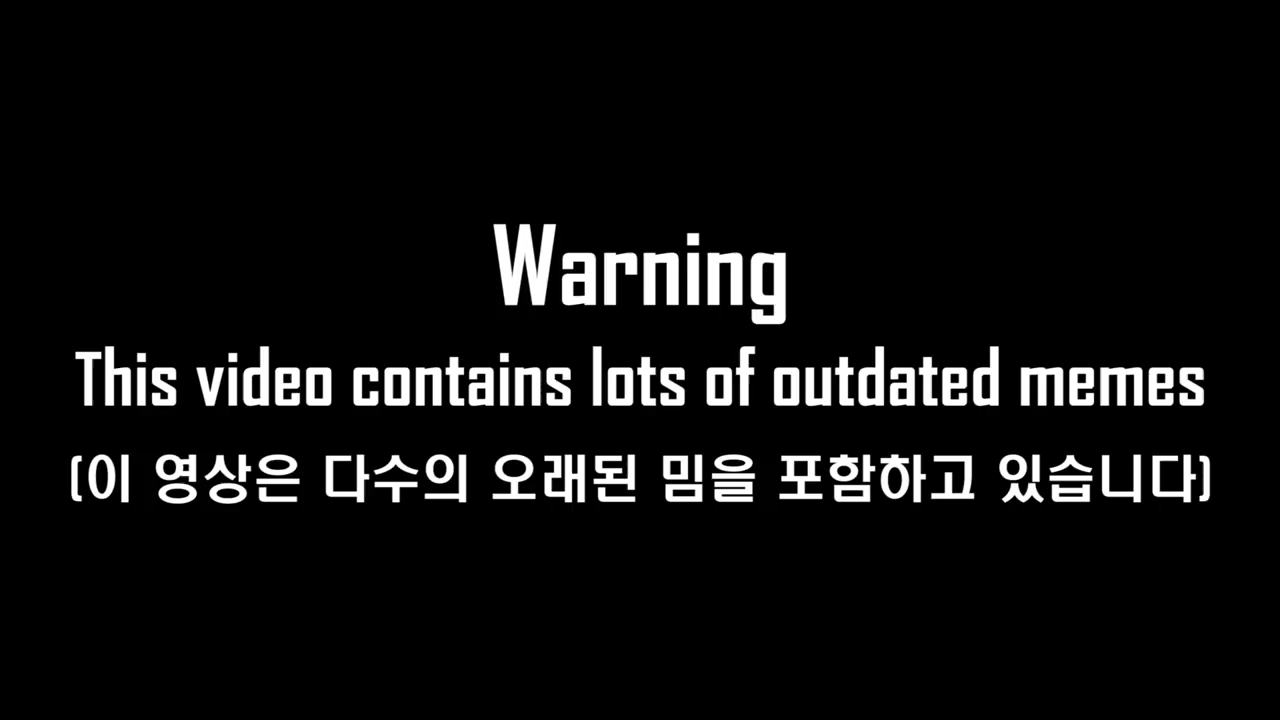 Warning
This video contains lots of outdated memes
(이 영상은 다수의 오래된 밈을 포함하고 있습니다)